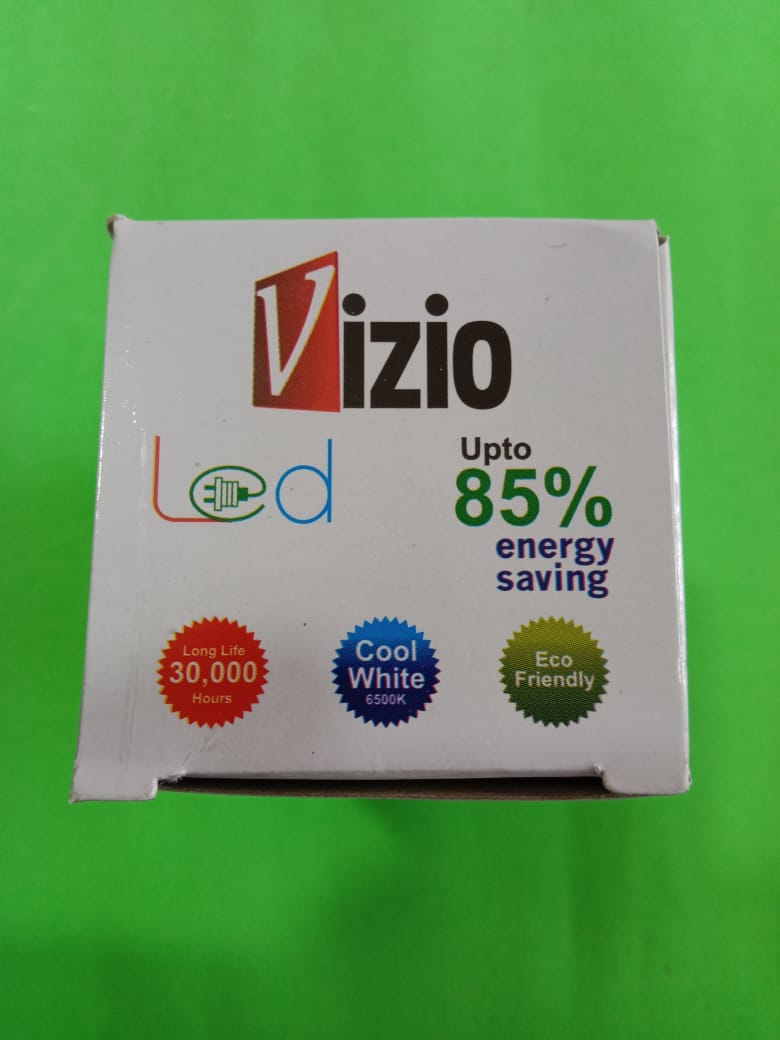 Vizio
Led
Upto
85%
energy
saving
Long Life
30,000
Hours
Cool
White
6500K
Eco
Friendly